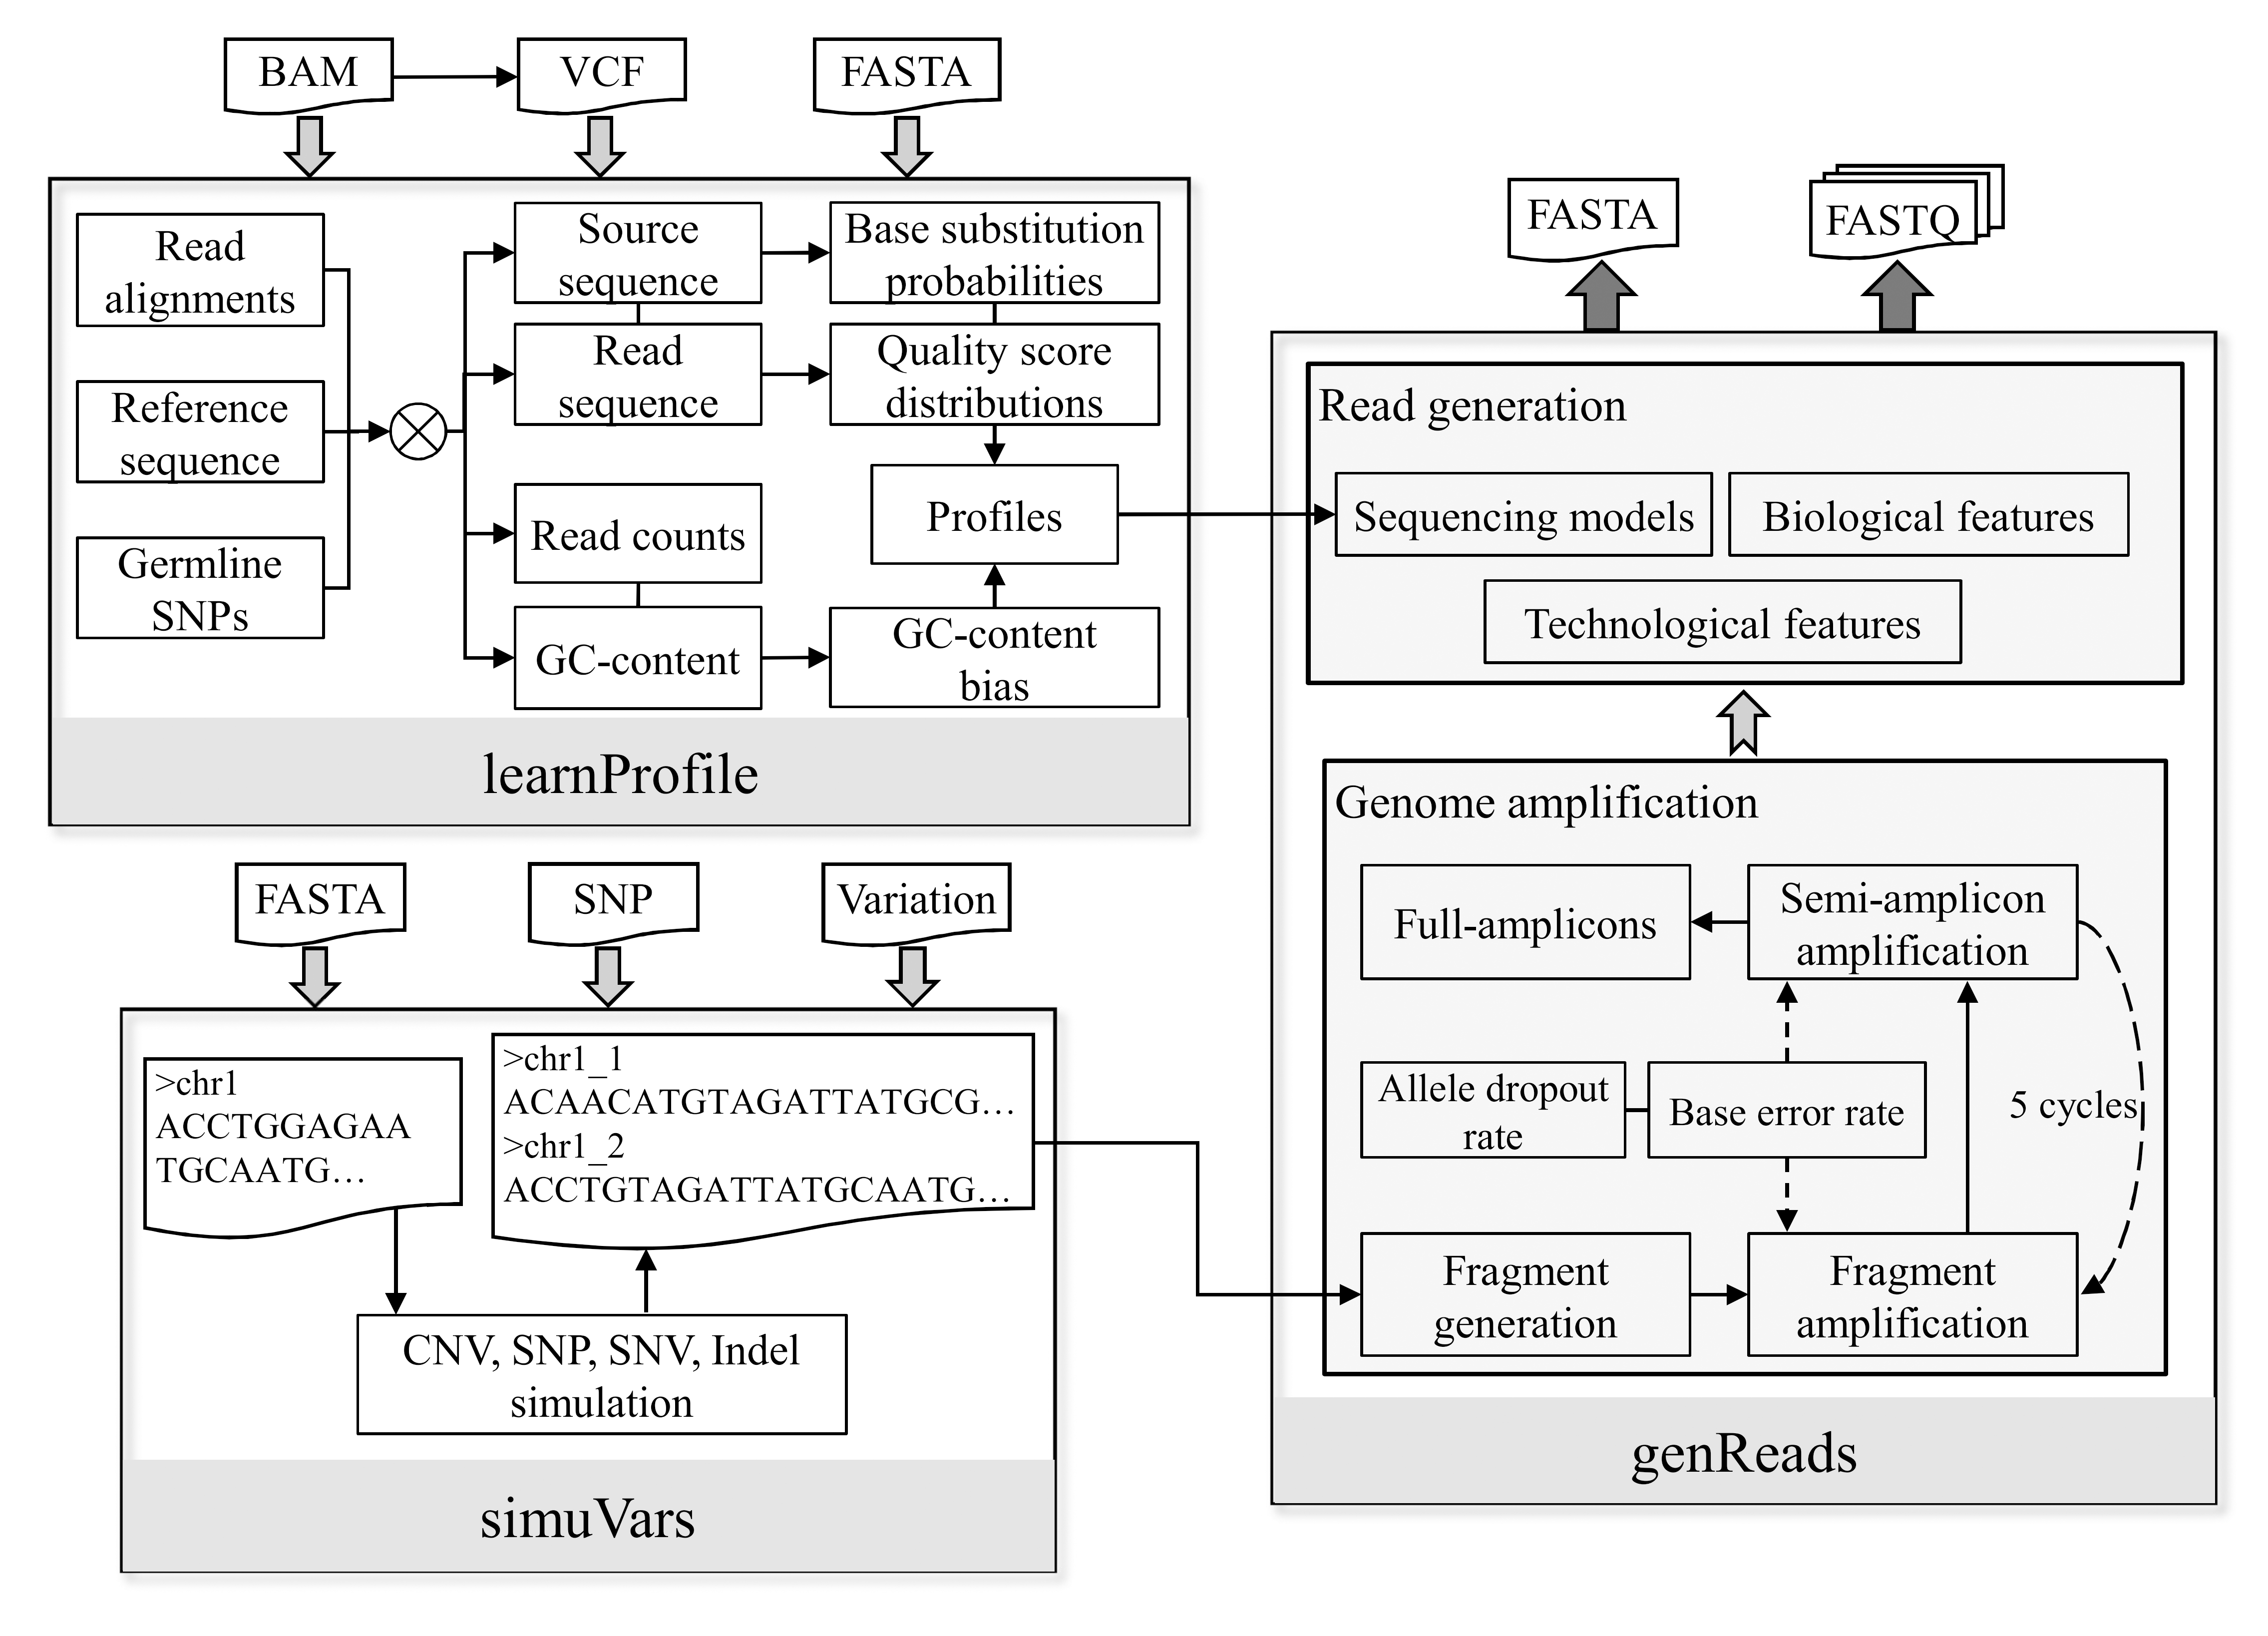 BAM
VCF
FASTA
Read
alignments
Reference
sequence
Germline
SNPs
Source
sequence
Read
sequence
Read counts
GC-content
Base substitution
probabilities
Quality score
distributions
Profiles
GC-content
bias
learnProfile
FASTA
SNP
Variation
>chr1
ACCTGGAGAA
TGCAATG…
>chr1_1
ACAACATGTAGATTATGCG…
>chr1_2
ACCTGTAGATTATGCAATG…
CNV, SNP, SNV, Indel
simulation
simuVars
FASTA
FASTQ
Read generation
Sequencing models
Biological features
Technological features
Genome amplification
Full-amplicons
Semi-amplicon
amplification
Allele dropout
rate
Base error rate
5 cycles
Fragment
generation
Fragment
amplification
genReads